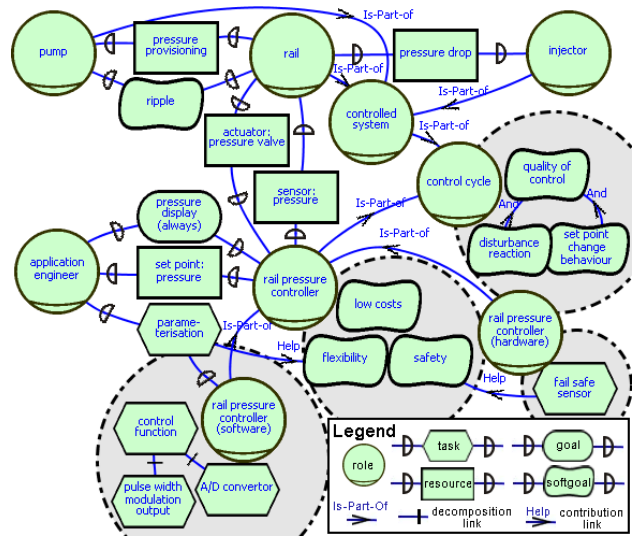 Is-Part-of
pump
pressure
provisioning
rail
pressure drop
injector
Is-Part-of
Is-Part-of
ripple
controlled
system
actuator:
pressure valve
Is-Part-of
quality of
control
control cycle
sensor:
pressure
And
And
Is-Part-of
pressure
display
(always)
Is-Part-of
disturbance
reaction
set point
change
behaviour
application
engineer
set point:
pressure
rail pressure
controller
low costs
parame-
terisation
Is-Part-of
rail pressure
controller
(hardware)
Help
flexibility
safety
Help
fail safe
sensor
rail pressure
controller
(software)
control
function
pulse width
modulation
output
A/D convertor
Legend
role
task
goal
resource
softgoal
Is-Part-Of
decomposition
link
Help
contribution
link